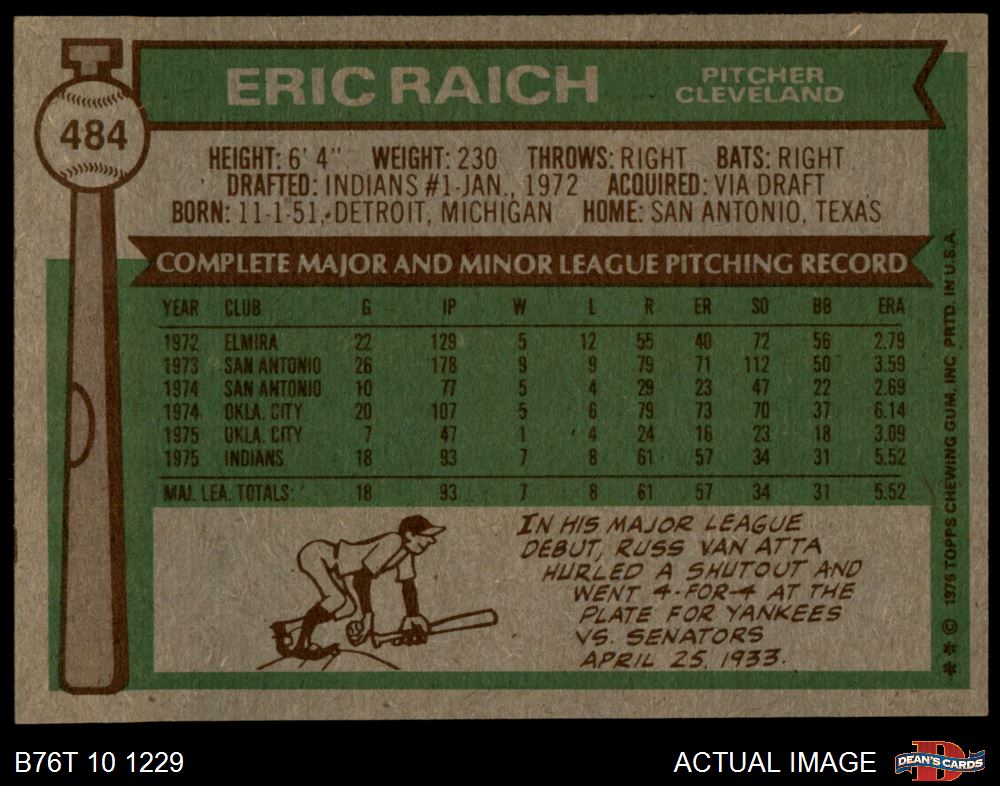 484
ERIC RAICH
PITCHER
CLEVELAND
HEIGHT: 6' 4" WEIGHT: 230 THROWS: RIGHT BATS: RIGHT
DRAFTED: INDIANS #1-JAN., 1972 ACQUIRED: VIA DRAFT
BORN: 11-1-51, DETROIT, MICHIGAN HOME: SAN ANTONIO, TEXAS
COMPLETE MAJOR AND MINOR LEAGUE PITCHING RECORD
YEAR CLUB G IP W L R ER SO BB ERA
1972 ELMIRA 22 129 5 12 55 40 72 56 2.79
1973 SAN ANTONIO 26 178 9 9 79 71 112 50 3.59
1974 SAN ANTONIO 10 77 5 4 29 23 47 22 2.69
1974 OKLA. CITY 20 107 5 6 79 73 70 37 6.14
1975 OKLA. CITY 7 47 1 4 24 16 23 18 3.09
1975 INDIANS 18 93 7 8 61 57 34 31 5.52
MAJ. LEA. TOTALS: 18 93 7 8 61 57 34 31 5.52
IN HIS MAJOR LEAGUE
DEBUT, RUSS VAN ATTA
HURLED A SHUTOUT AND
WENT 4-FOR-4 AT THE
PLATE FOR YANKEES
VS. SENATORS
APRIL 25, 1933.
** © 1976 TOPPS CHEWING GUM, INC PRTD. IN U.S.A.
B76T 10 1229
ACTUAL IMAGE
D
DEAN'S CARDS